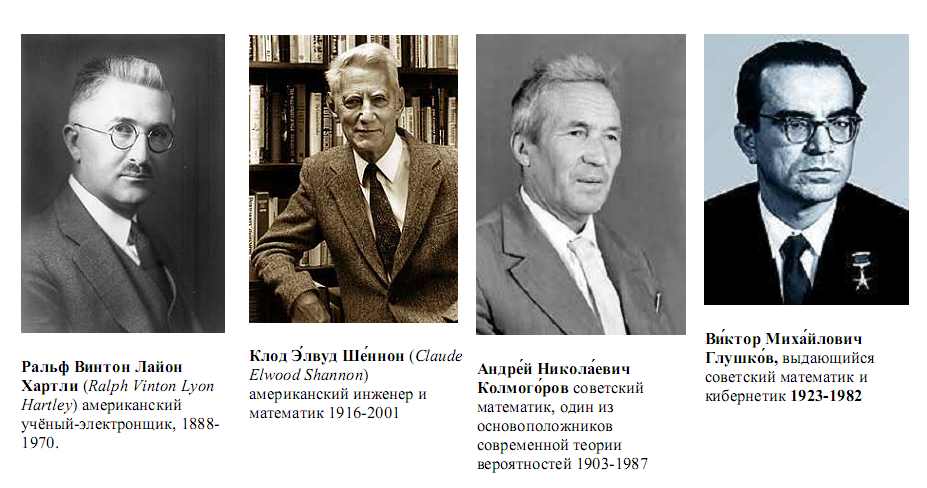 Ральф Винтон Лайон
Хартли (Ralph Vinton Lyon
Hartley) американский
учёный-электронщик, 1888-
1970.
Клод Э́лвуд Ше́ннон (Claude
Elwood Shannon)
американский инженер и
математик 1916-2001
Андре́й Никола́евич
Колмого́ров советский
математик, один из
основоположников
современной теории
вероятностей 1903-1987
Ви́ктор Миха́йлович
Глушко́в, выдающийся
советский математик и
кибернетик 1923-1982